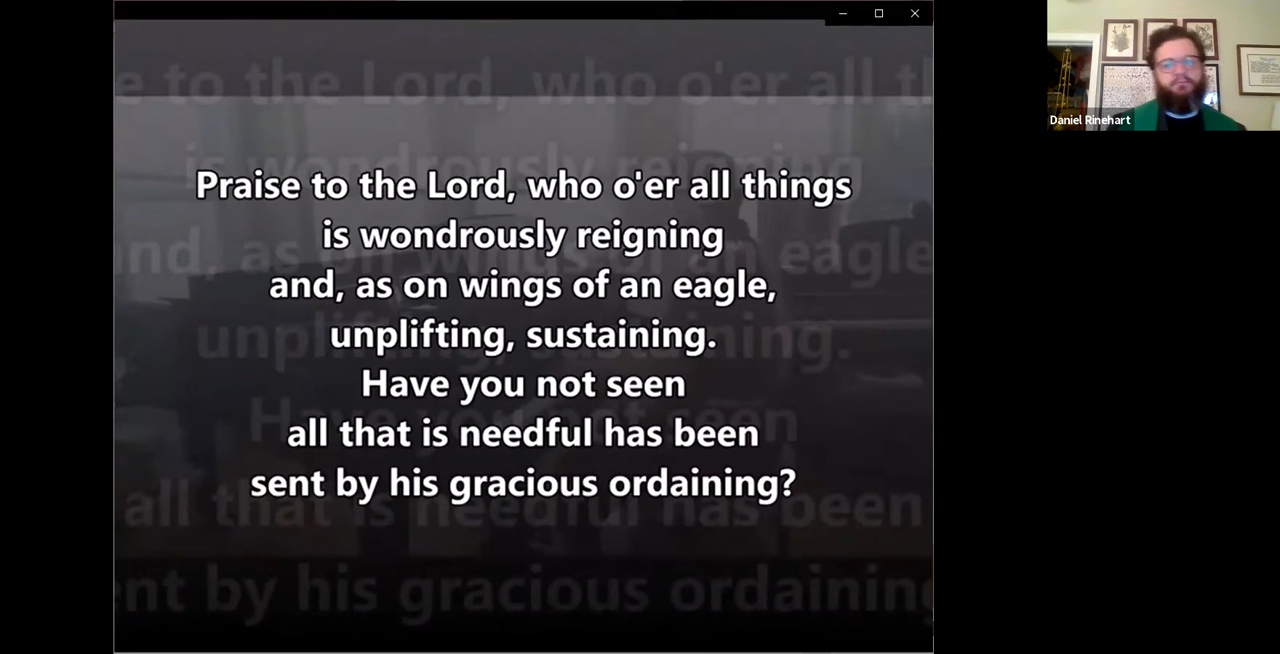 Praise to the Lord, who o'er all things
is wondrously reigning
and, as on wings of an eagle,
unplifting, sustaining.
Have you not seen
all that is needful has been
sent by his gracious ordaining?
Daniel Rinehart